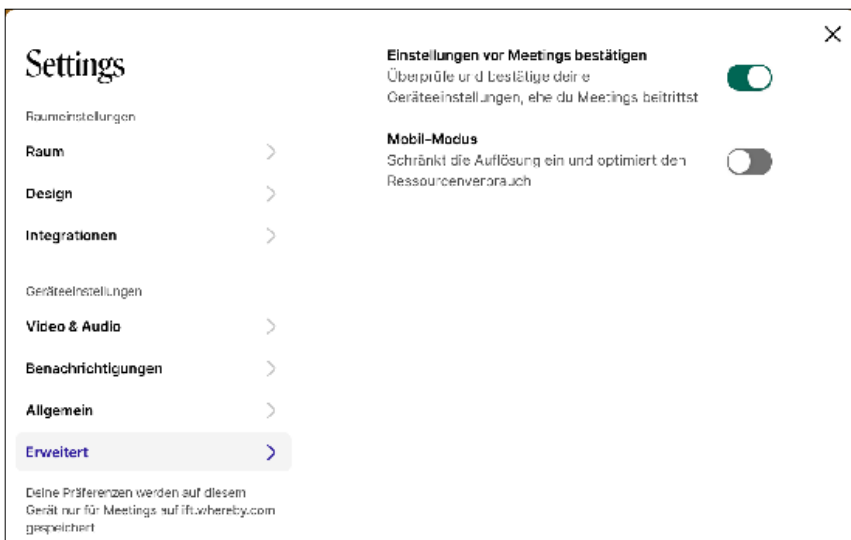 Settings
Raumeinstellungen
Raum
Design
Integrationen
Geräteeinstellungen
Video & Audio
Benachrichtigungen
Allgemein
Erweitert
Deine Präferenzen werden auf diesem
Gerät nur für Meetings auf ift.whereby.com
gespeichert
Einstellungen vor Meetings bestätigen
Überprüfe und bestätige deine
Geräteeinstellungen, ehe du Meetings beitrittst
Mobil-Modus
Schränkt die Auflösung ein und optimiert den
Ressourcenverbrauch